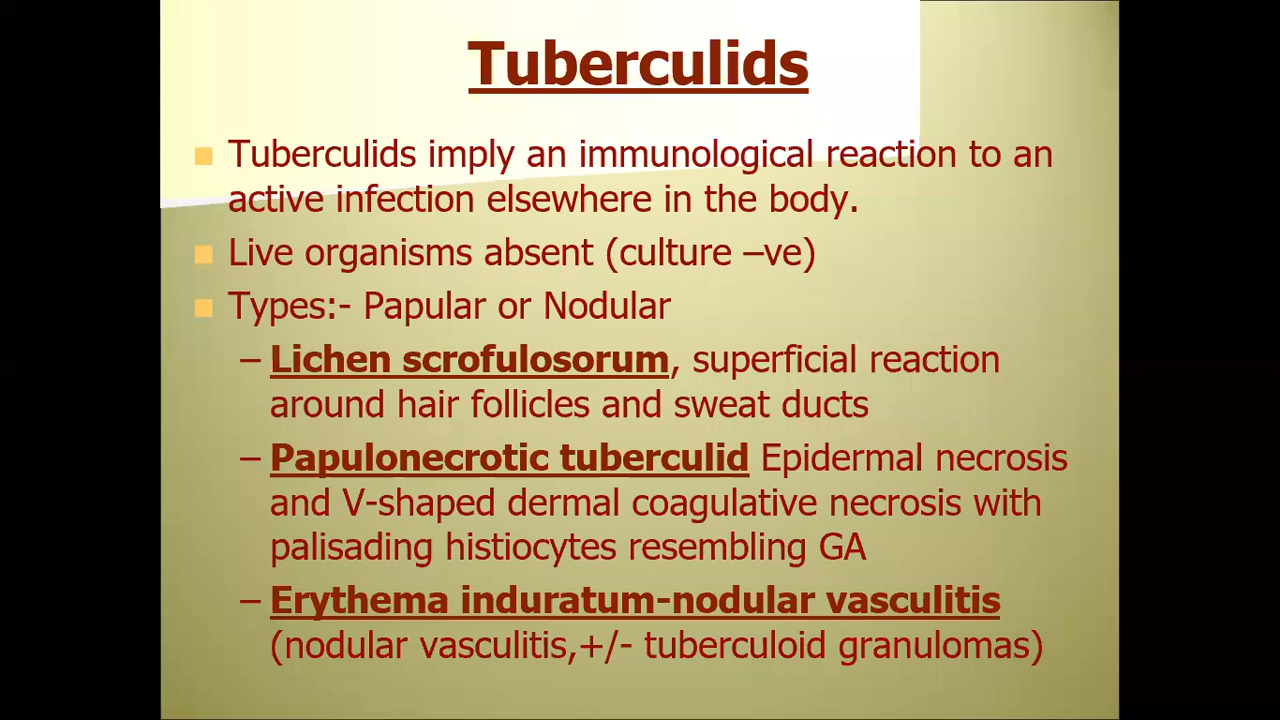 Tuberculids
Tuberculids imply an immunological reaction to an
active infection elsewhere in the body.
Live organisms absent (culture –ve)
Types:- Papular or Nodular
– Lichen scrofulosorum, superficial reaction
around hair follicles and sweat ducts
– Papulonecrotic tuberculid Epidermal necrosis
and V-shaped dermal coagulative necrosis with
palisading histiocytes resembling GA
– Erythema induratum-nodular vasculitis
(nodular vasculitis,+/- tuberculoid granulomas)